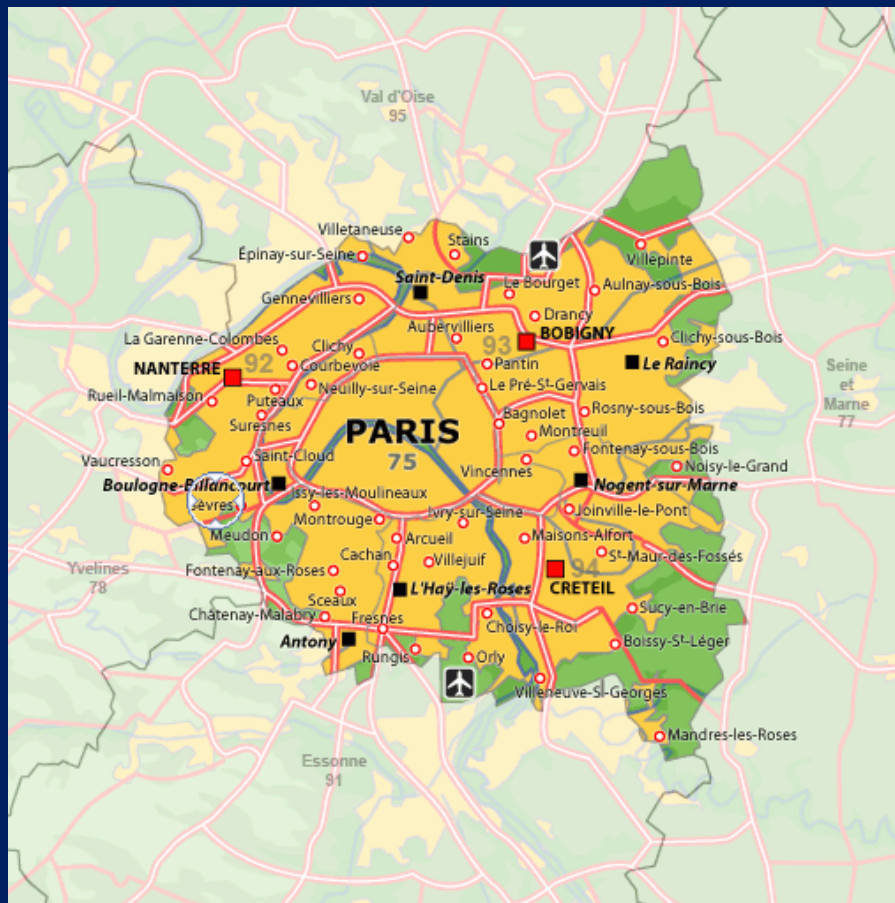 Val d'Oise
95
Villetaneuse
Stains
Épinay-sur-Seine
Villepinte
Saint-Denis
Le Bourget
Aulnay-sous-Bois
Gennevilliers
Drancy
Aubervilliers
BOBIGNY
La Garenne-Colombes
93
Clichy-sous-Bois
Clichy
92
Courbevoie
Pantin
Le Raincy
NANTERRE
Seine
et
Marne
77
Neuilly-sur-Seine
Le Pré-St-Gervais
Rueil-Malmaison
Puteaux
Bagnolet
Rosny-sous-Bois
Suresnes
PARIS
75
Montreuil
Fontenay-sous-Bois
Saint-Cloud
Vaucresson
Vincennes
Noisy-le-Grand
Boulogne-Billancourt
Issy-les-Moulineaux
Nogent-sur-Marne
Sèvres
Montrouge
Ivry-sur-Seine
Joinville-le-Pont
Meudon
Arcueil
Maisons-Alfort
Cachan
Villejuif
St-Maur-des-Fossés
Yvelines
78
Fontenay-aux-Roses
94
L'Haÿ-les-Roses
CRETEIL
Sceaux
Sucy-en-Brie
Châtenay-Malabry
Fresnes
Choisy-le-Roi
Antony
Boissy-St-Léger
Rungis
Orly
Villeneuve-St-Georges
Mandres-les-Roses
Essonne
91